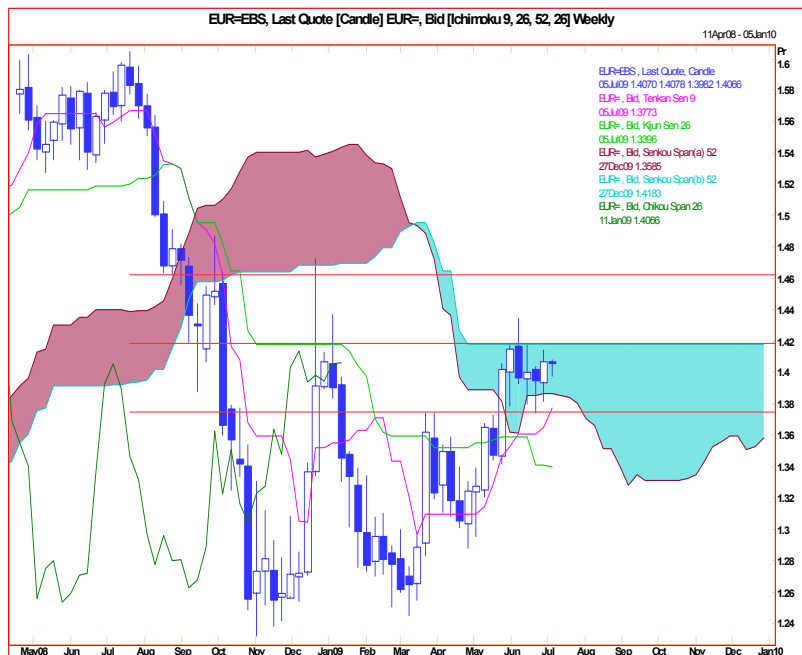 EUR=EBS, Last Quote [Candle] EUR=, Bid [Ichimoku 9, 26, 52, 26] Weekly
11Apr08 - 05Jan10
Pr
EUR=EBS , Last Quote, Candle
05Jul09 1.4070 1.4078 1.3982 1.4066
EUR= , Bid, Tenkan Sen 9
05Jul09 1.3773
EUR= , Bid, Kijun Sen 26
05Jul09 1.3396
EUR= , Bid, Senkou Span(a) 52
27Dec09 1.3585
EUR= , Bid, Senkou Span(b) 52
27Dec09 1.4183
EUR= , Bid, Chikou Span 26
11Jan09 1.4066
1.6
1.58
1.56
1.54
1.52
1.5
1.48
1.46
1.44
1.42
1.4
1.38
1.36
1.34
1.32
1.3
1.28
1.26
1.24
May08 Jun Jul Aug Sep Oct Nov Dec Jan09 Feb Mar Apr May Jun Jul Aug Sep Oct Nov Dec Jan10